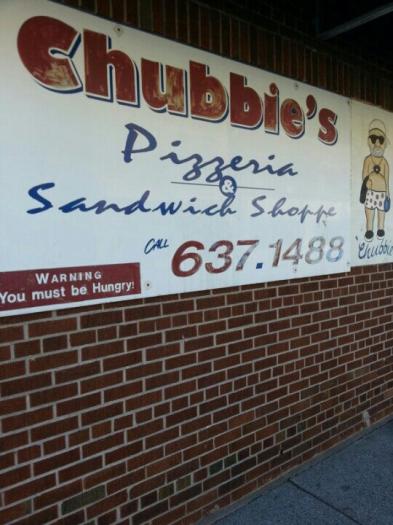 Chubbie's
Pizzeria
&
Sandwich Shoppe
CALL 637.1488
WARNING
You must be Hungry!
Chubbie